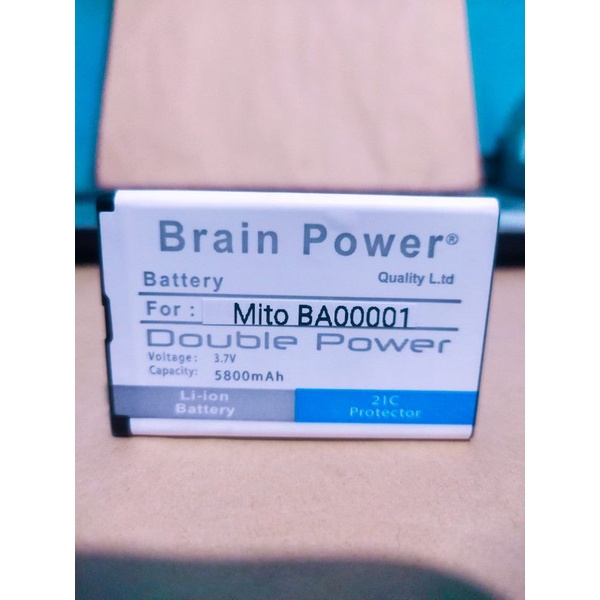 Brain Power®
Battery Quality L.td
For : Mito BA00001
Double Power
Voltage: 3.7V
Capacity: 5800mAh
Li-ion Battery
2IC Protector